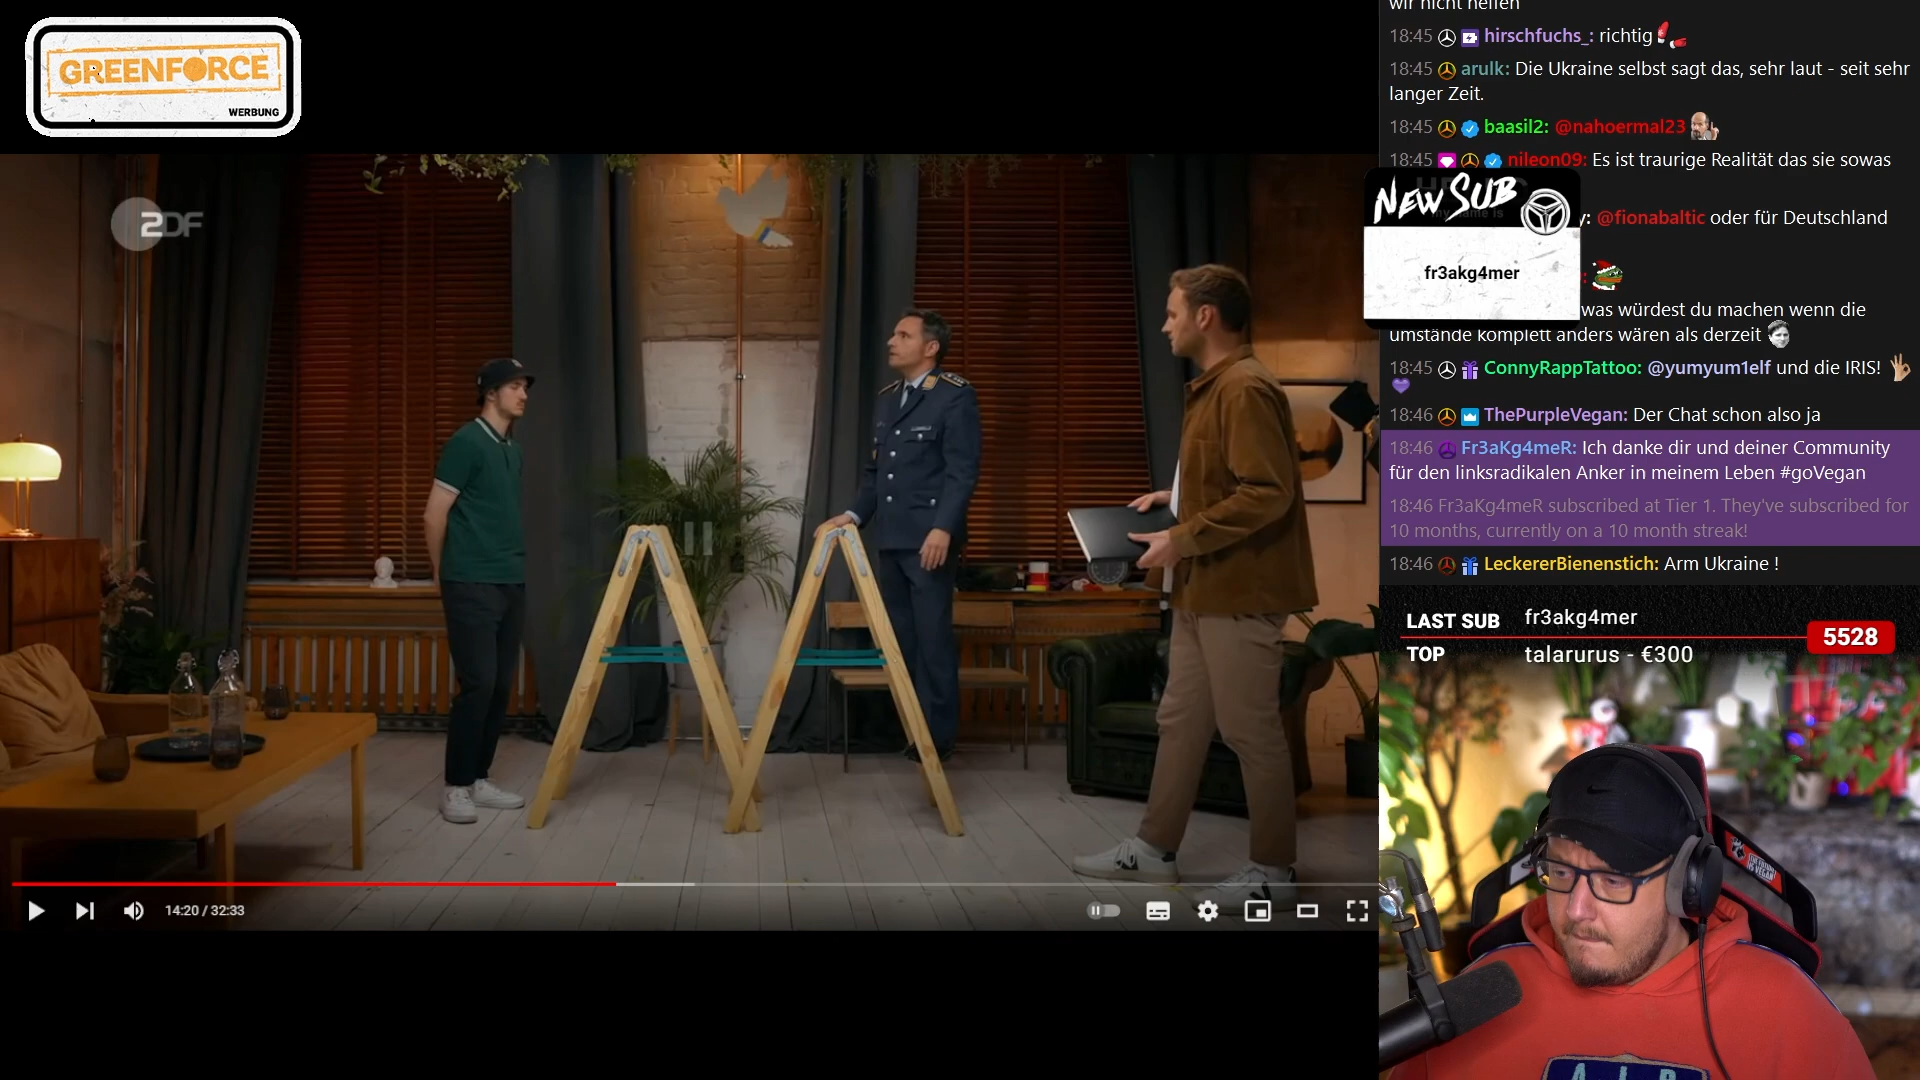 GREENFORCE
WERBUNG
2DF
14:20 / 32:33
wir nicht helfen
18:45 hirschfuchs_: richtig
18:45 arulk: Die Ukraine selbst sagt das, sehr laut - seit sehr
langer Zeit.
18:45 baasil2: @nahoermal23
18:45 nileon09: Es ist traurige Realität das sie sowas
NEW SUB
y: @fionabaltic oder für Deutschland
fr3akg4mer
was würdest du machen wenn die
umstände komplett anders wären als derzeit
18:45 ConnyRappTattoo: @yumyum1elf und die IRIS!
18:46 ThePurpleVegan: Der Chat schon also ja
18:46 Fr3aKg4meR: Ich danke dir und deiner Community
für den linksradikalen Anker in meinem Leben #goVegan
18:46 Fr3aKg4meR subscribed at Tier 1. They've subscribed for
10 months, currently on a 10 month streak!
18:46 LeckererBienenstich: Arm Ukraine !
LAST SUB fr3akg4mer
5528
TOP talarurus - €300